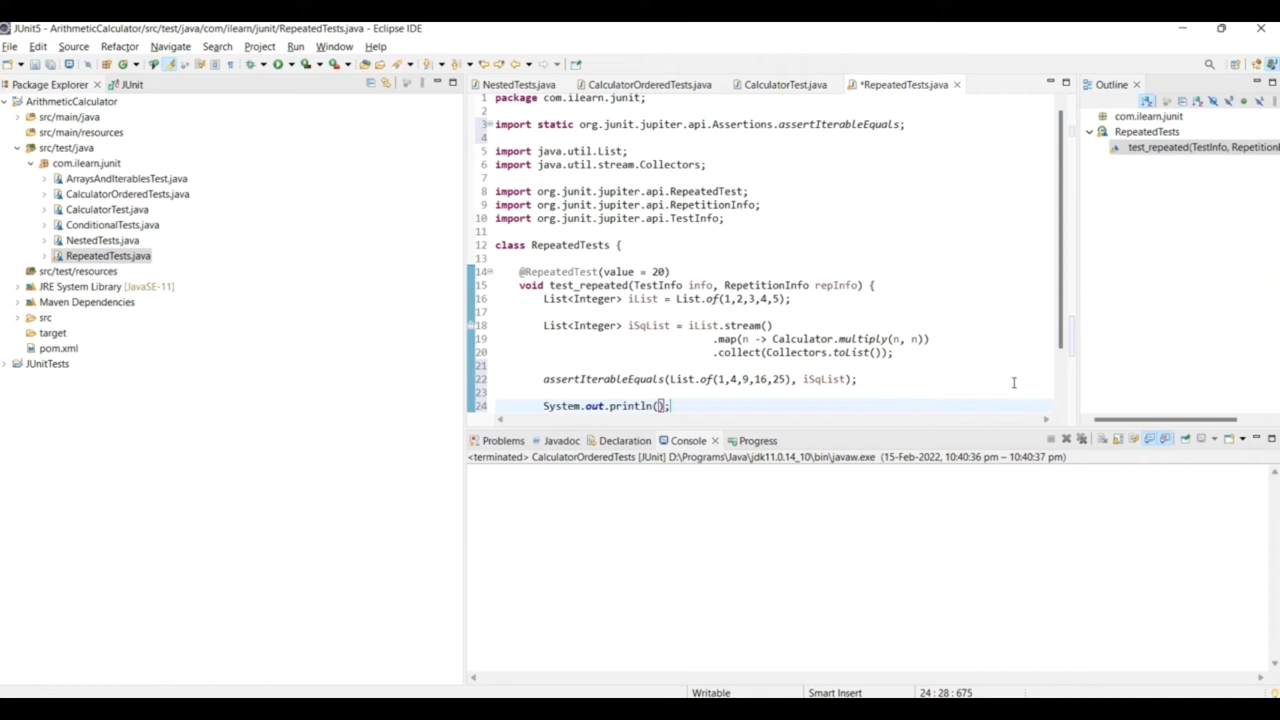 JUnit5 - ArithmeticCalculator/src/test/java/com/ilearn/junit/RepeatedTests.java - Eclipse IDE
File Edit Source Refactor Navigate Search Project Run Window Help
Package Explorer JUnit
ArithmeticCalculator
src/main/java
src/main/resources
src/test/java
com.ilearn.junit
ArraysAndIterablesTest.java
CalculatorOrderedTests.java
CalculatorTest.java
ConditionalTests.java
NestedTests.java
RepeatedTests.java
src/test/resources
JRE System Library [JavaSE-11]
Maven Dependencies
src
target
pom.xml
JUnitTests
NestedTests.java CalculatorOrderedTests.java CalculatorTest.java *RepeatedTests.java
1 package com.ilearn.junit;
2
3 import static org.junit.jupiter.api.Assertions.assertIterableEquals;
4
5 import java.util.List;
6 import java.util.stream.Collectors;
7
8 import org.junit.jupiter.api.RepeatedTest;
9 import org.junit.jupiter.api.RepetitionInfo;
10 import org.junit.jupiter.api.TestInfo;
11
12 class RepeatedTests {
13
14 @RepeatedTest(value = 20)
15 void test_repeated(TestInfo info, RepetitionInfo repInfo) {
16 List<Integer> iList = List.of(1,2,3,4,5);
17
18 List<Integer> iSqList = iList.stream()
19 .map(n -> Calculator.multiply(n, n))
20 .collect(Collectors.toList());
21
22 assertIterableEquals(List.of(1,4,9,16,25), iSqList);
23
24 System.out.println();
Outline
com.ilearn.junit
RepeatedTests
test_repeated(TestInfo, Repetition
Problems Javadoc Declaration Console Progress
<terminated> CalculatorOrderedTests [JUnit] D:\Programs\Java\jdk11.0.14_10\bin\javaw.exe (15-Feb-2022, 10:40:36 pm – 10:40:37 pm)
Writable Smart Insert 24 : 28 : 675